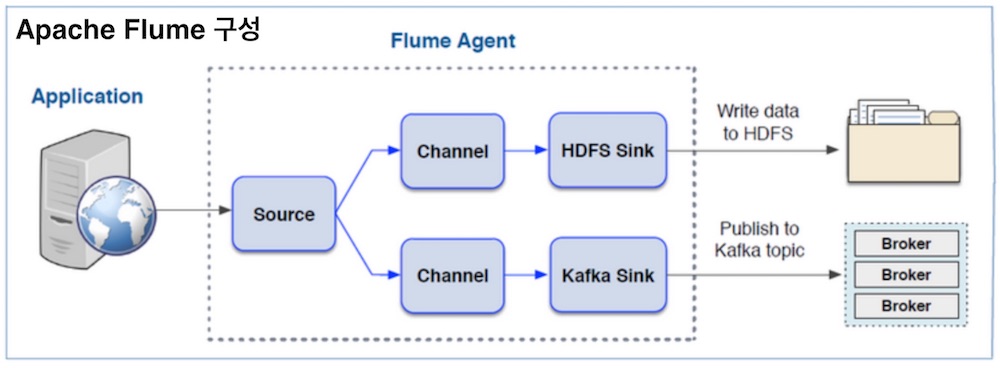 Apache Flume 구성
Flume Agent
Application
Source
Channel
HDFS Sink
Write data
to HDFS
Channel
Kafka Sink
Publish to
Kafka topic
Broker
Broker
Broker